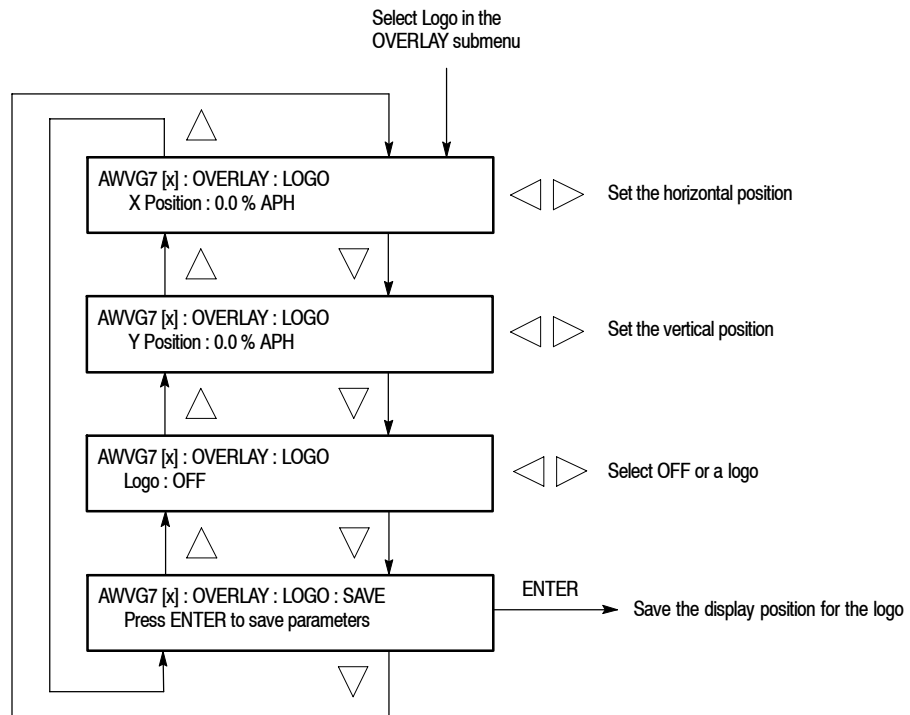 Select Logo in the
OVERLAY submenu
AWVG7 [x] : OVERLAY : LOGO
X Position : 0.0 % APH
Set the horizontal position
AWVG7 [x] : OVERLAY : LOGO
Y Position : 0.0 % APH
Set the vertical position
AWVG7 [x] : OVERLAY : LOGO
Logo : OFF
Select OFF or a logo
AWVG7 [x] : OVERLAY : LOGO : SAVE
Press ENTER to save parameters
ENTER
Save the display position for the logo